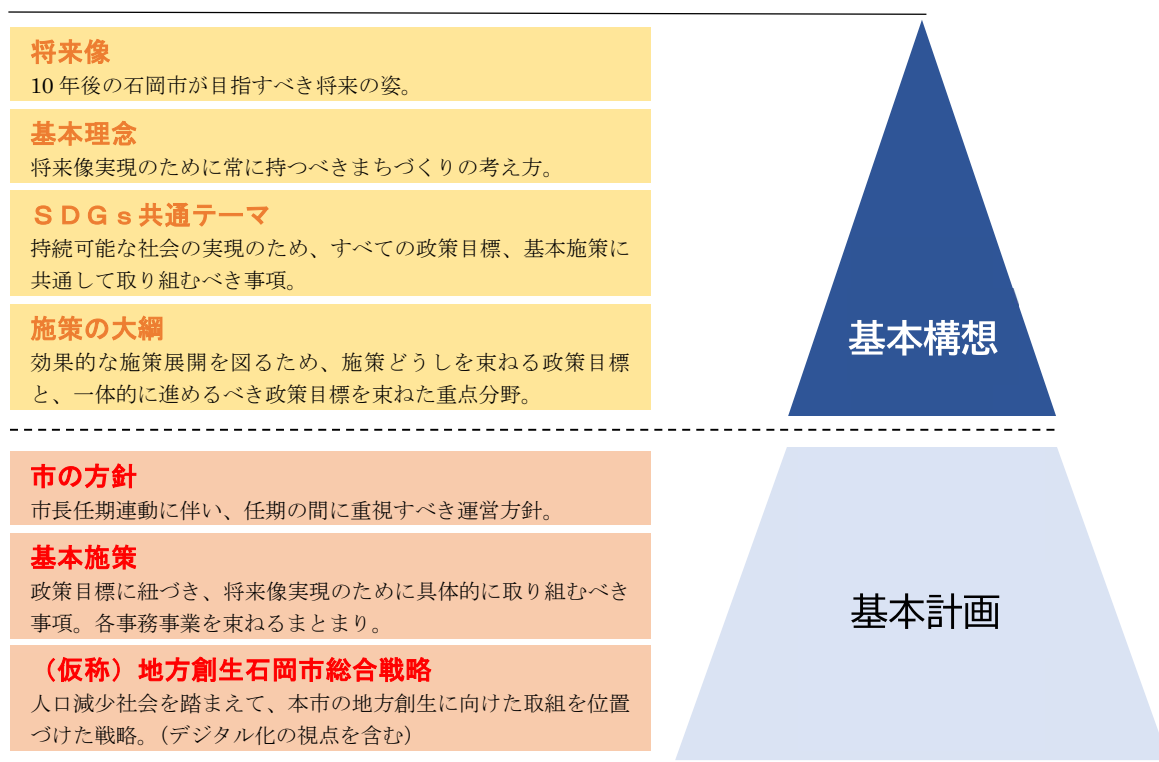 将来像
10 年後の石岡市が目指すべき将来の姿。
基本理念
将来像実現のために常に持つべきまちづくりの考え方。
ＳＤＧｓ共通テーマ
持続可能な社会の実現のため、すべての政策目標、基本施策に
共通して取り組むべき事項。
施策の大綱
効果的な施策展開を図るため、施策どうしを束ねる政策目標
と、一体的に進めるべき政策目標を束ねた重点分野。
基本構想
市の方針
市長任期連動に伴い、任期の間に重視すべき運営方針。
基本施策
政策目標に紐づき、将来像実現のために具体的に取り組むべき
事項。各事務事業を束ねるまとまり。
（仮称）地方創生石岡市総合戦略
人口減少社会を踏まえて、本市の地方創生に向けた取組を位置
づけた戦略。（デジタル化の視点を含む）
基本計画